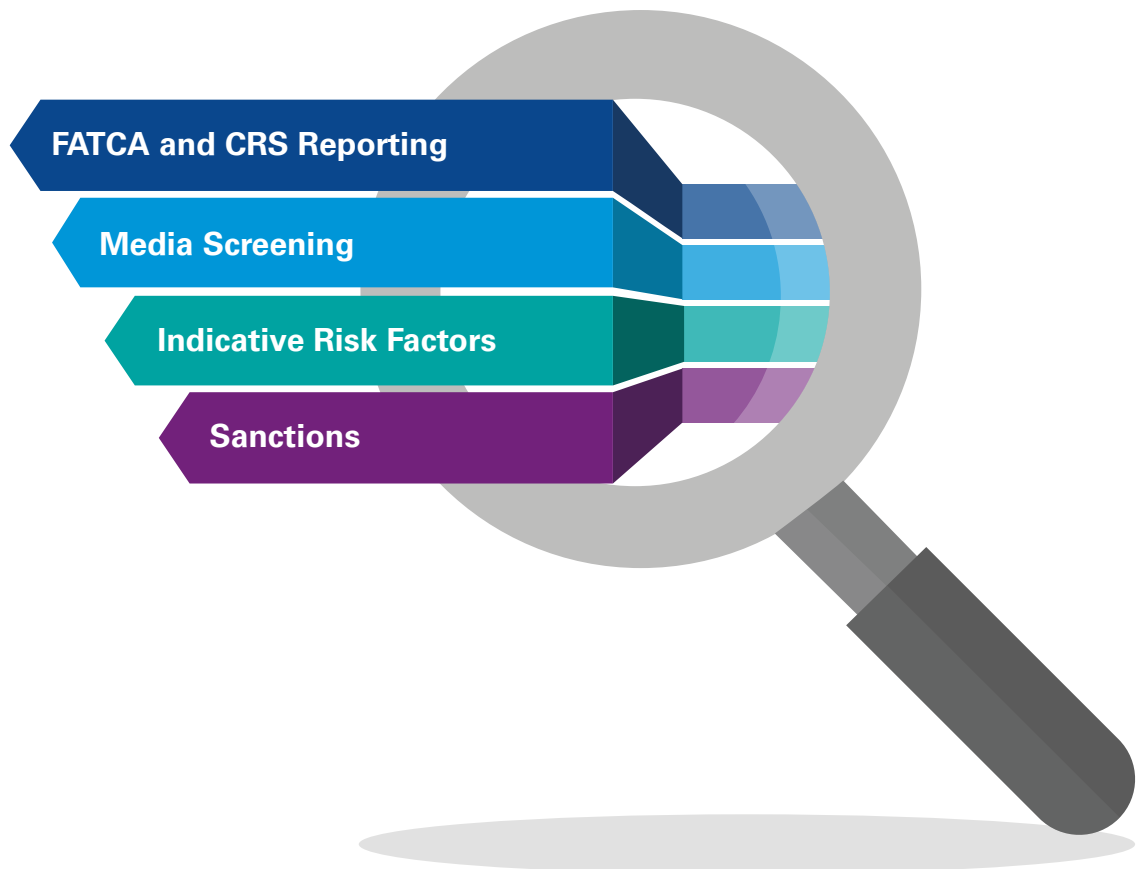 FATCA and CRS Reporting
Media Screening
Indicative Risk Factors
Sanctions